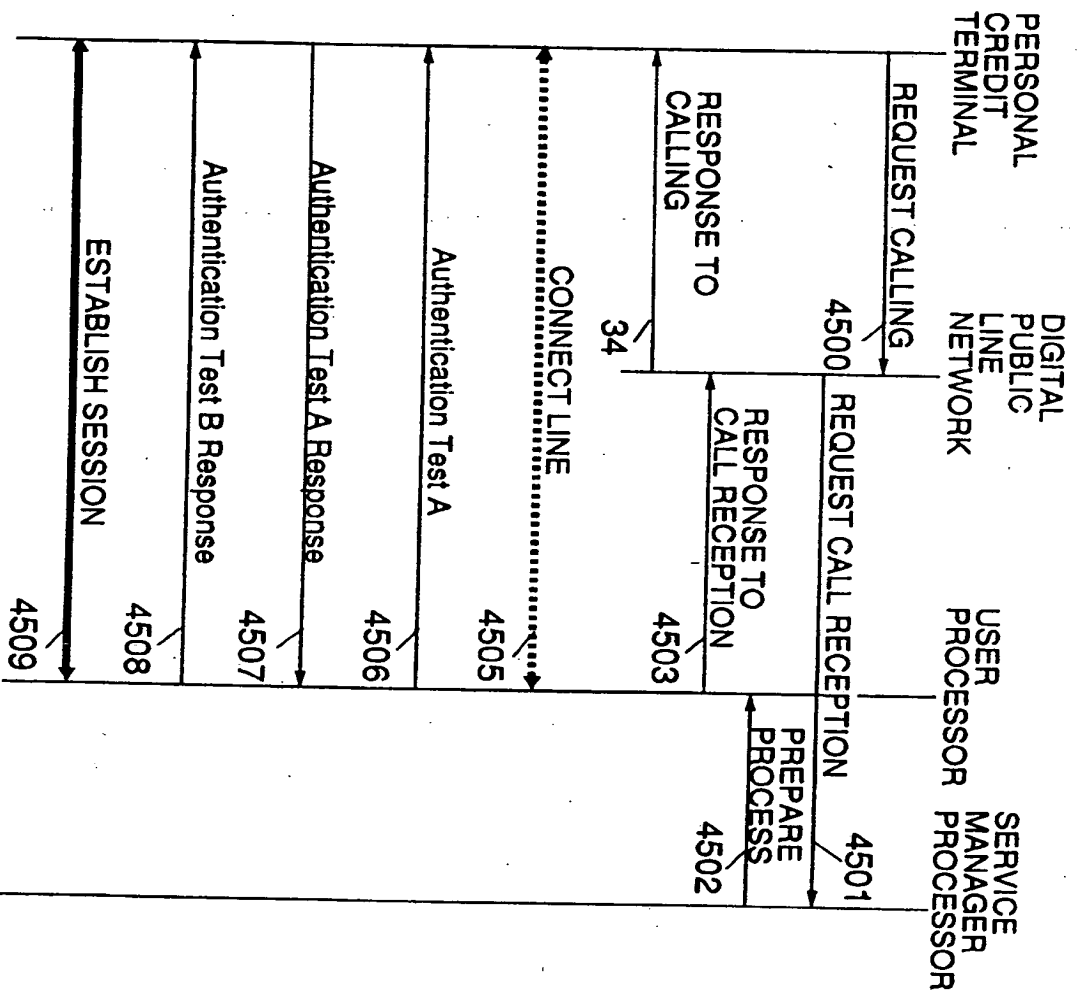 PERSONAL
CREDIT
TERMINAL
DIGITAL
PUBLIC
LINE
NETWORK
USER
PROCESSOR
SERVICE
MANAGER
PROCESSOR
REQUEST CALLING
4500
REQUEST CALL RECEPTION
4501
PREPARE
PROCESS
4502
RESPONSE TO
CALL RECEPTION
4503
RESPONSE TO
CALLING
34
CONNECT LINE
4505
Authentication Test A
4506
Authentication Test A Response
4507
Authentication Test B Response
4508
ESTABLISH SESSION
4509